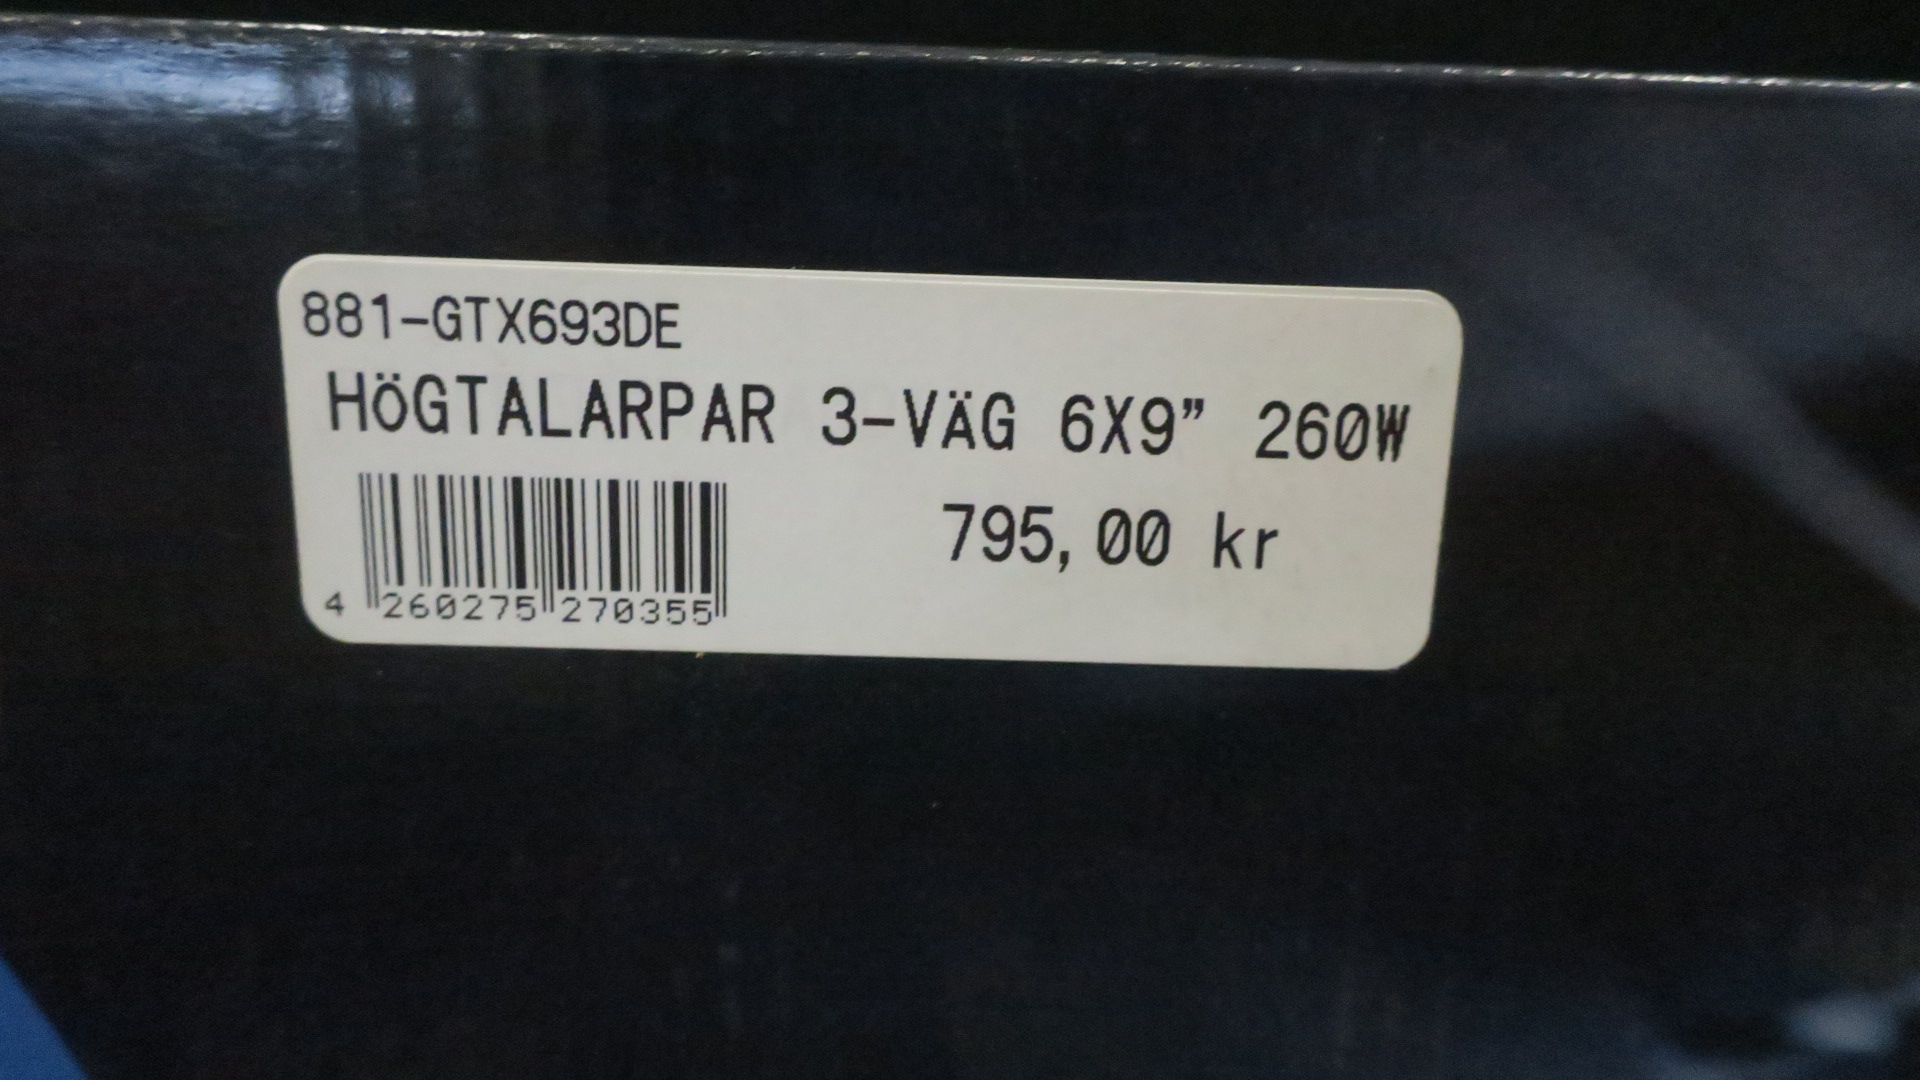 881-GTX693DE
HöGTALARPAR 3-VÄG 6X9” 260W
795,00 kr
4 260275 270355